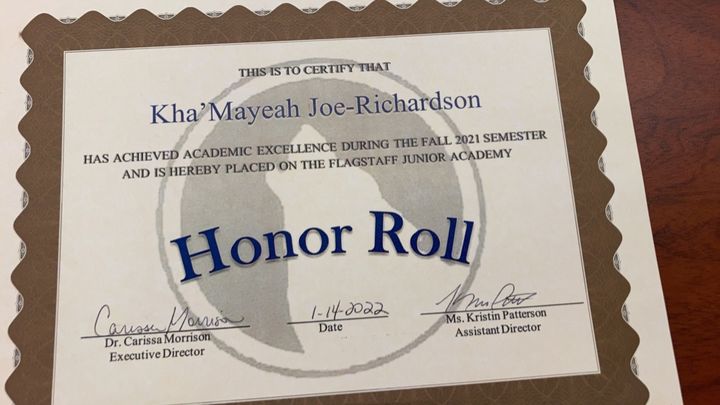 THIS IS TO CERTIFY THAT
Kha'Mayeah Joe-Richardson
HAS ACHIEVED ACADEMIC EXCELLENCE DURING THE FALL 2021 SEMESTER
AND IS HEREBY PLACED ON THE FLAGSTAFF JUNIOR ACADEMY
Honor Roll
Carissa Morrison
Dr. Carissa Morrison
Executive Director
1-14-2022
Date
Ms. Kristin Patterson
Assistant Director